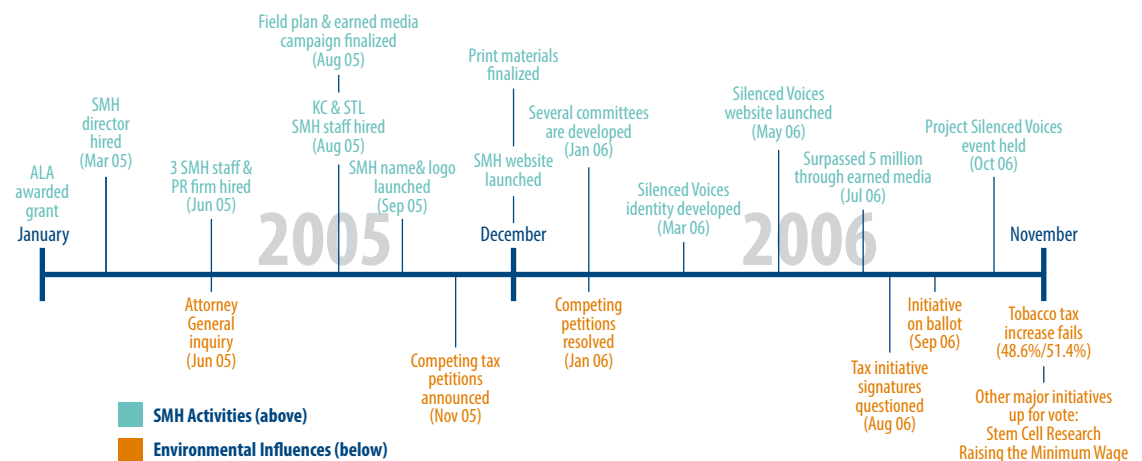 Field plan & earned media
campaign finalized
(Aug 05)
Print materials
finalized
SMH
director
hired
(Mar 05)
KC & STL
SMH staff hired
(Aug 05)
Several committees
are developed
(Jan 06)
Silenced Voices
website launched
(May 06)
Project Silenced Voices
event held
(Oct 06)
ALA
awarded
grant
3 SMH staff &
PR firm hired
(Jun 05)
SMH name& logo
launched
(Sep 05)
SMH website
launched
Silenced Voices
identity developed
(Mar 06)
Surpassed 5 million
through earned media
(Jul 06)
January
2005
December
2006
November
Attorney
General
inquiry
(Jun 05)
Competing tax
petitions
announced
(Nov 05)
Competing
petitions
resolved
(Jan 06)
Tax initiative
signatures
questioned
(Aug 06)
Initiative
on ballot
(Sep 06)
Tobacco tax
increase fails
(48.6%/51.4%)
Other major initiatives
up for vote:
Stem Cell Research
Raising the Minimum Wage
SMH Activities (above)
Environmental Influences (below)